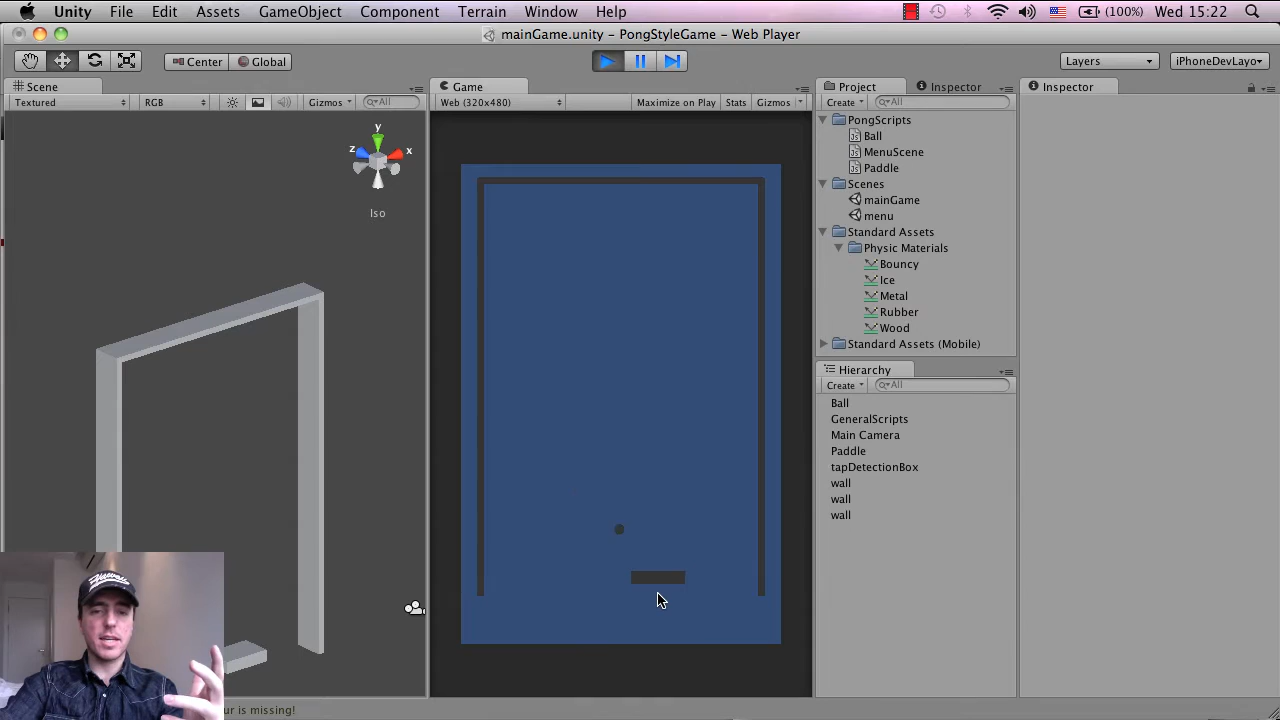 Unity File Edit Assets GameObject Component Terrain Window Help (100%) Wed 15:22
mainGame.unity – PongStyleGame – Web Player
Center Global Layers iPhoneDevLayo
Scene
Textured RGB Gizmos All
y
z x
Iso
Game
Web (320x480) Maximize on Play Stats Gizmos
Project Inspector
Create All
PongScripts
Ball
MenuScene
Paddle
Scenes
mainGame
menu
Standard Assets
Physic Materials
Bouncy
Ice
Metal
Rubber
Wood
Standard Assets (Mobile)
Hierarchy
Create All
Ball
GeneralScripts
Main Camera
Paddle
tapDetectionBox
wall
wall
wall
Inspector
ur is missing!